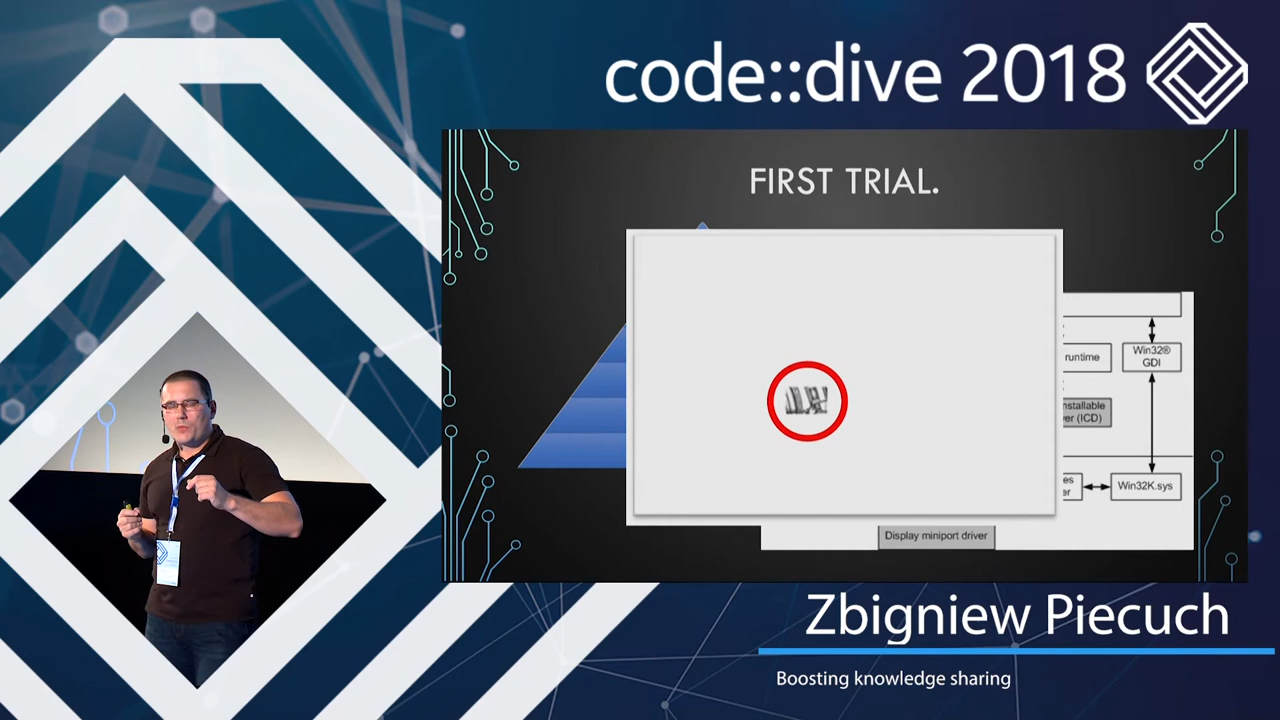 code::dive 2018
FIRST TRIAL.
runtime
Win32®
GDI
nstallable
er (ICD)
es
er
Win32K.sys
Display miniport driver
Zbigniew Piecuch
Boosting knowledge sharing